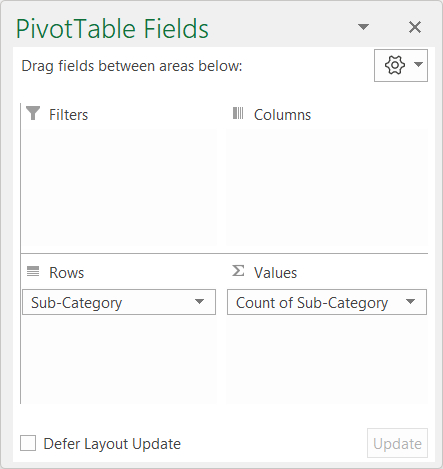 PivotTable Fields
Drag fields between areas below:
Filters
Columns
Rows
Values
Sub-Category
Count of Sub-Category
Defer Layout Update
Update